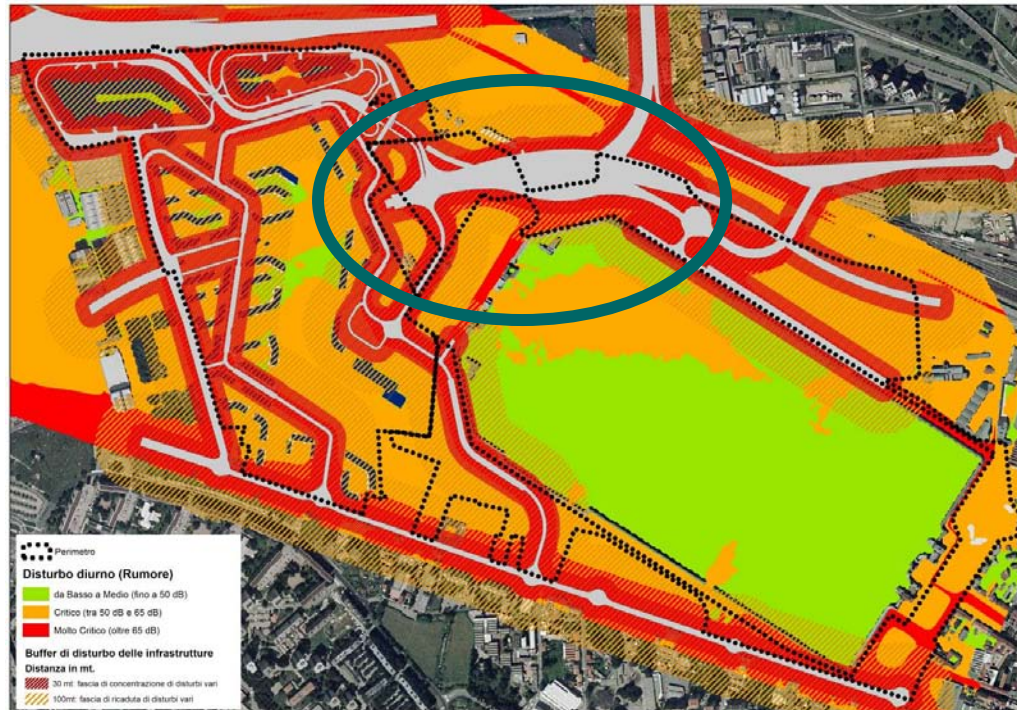 Perimetro
Disturbo diurno (Rumore)
da Basso a Medio (fino a 50 dB)
Critico (tra 50 dB e 65 dB)
Molto Critico (oltre 65 dB)
Buffer di disturbo delle infrastrutture
Distanza in mt.
30 mt: fascia di concentrazione di disturbi vari
100mt: fascia di ricaduta di disturbi vari